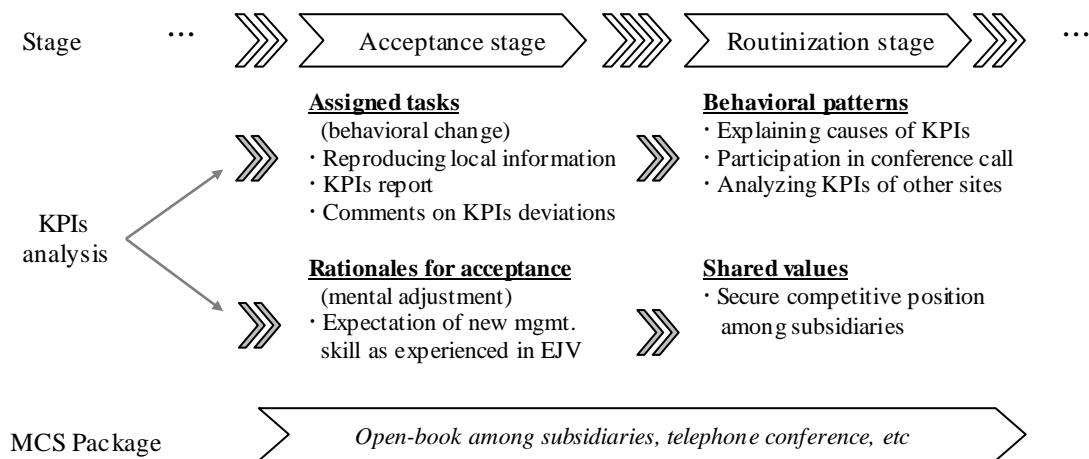 Stage
...
Acceptance stage
Routinization stage
...
Assigned tasks
(behavioral change)
· Reproducing local information
· KPIs report
· Comments on KPIs deviations
Behavioral patterns
· Explaining causes of KPIs
· Participation in conference call
· Analyzing KPIs of other sites
KPIs
analysis
Rationales for acceptance
(mental adjustment)
· Expectation of new mgmt.
skill as experienced in EJV
Shared values
· Secure competitive position
among subsidiaries
MCS Package
Open-book among subsidiaries, telephone conference, etc